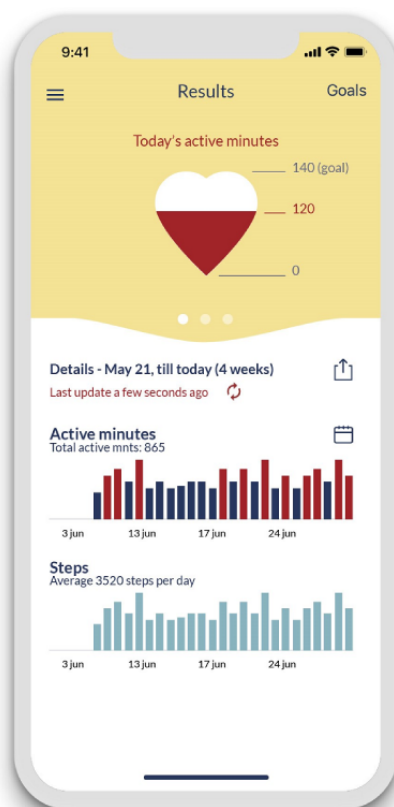 9:41
Results
Goals
Today's active minutes
140 (goal)
120
0
Details - May 21, till today (4 weeks)
Last update a few seconds ago
Active minutes
Total active mnts: 865
3 jun 13 jun 17 jun 24 jun
Steps
Average 3520 steps per day
3 jun 13 jun 17 jun 24 jun